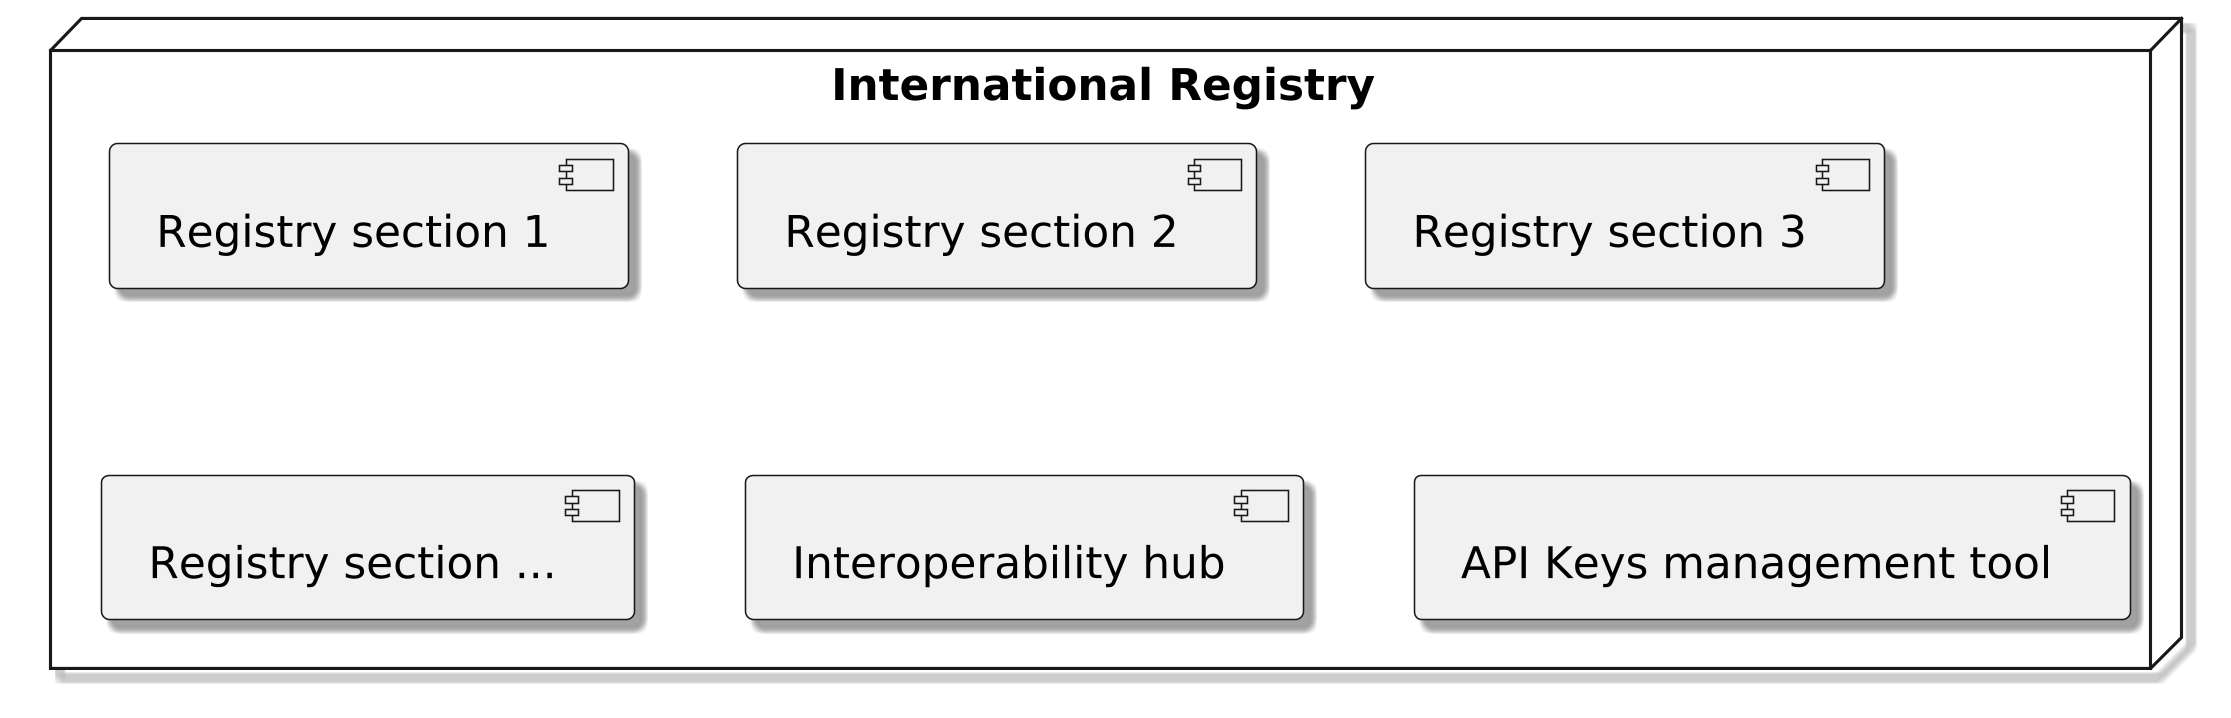 International Registry
Registry section 1
Registry section 2
Registry section 3
Registry section ...
Interoperability hub
API Keys management tool